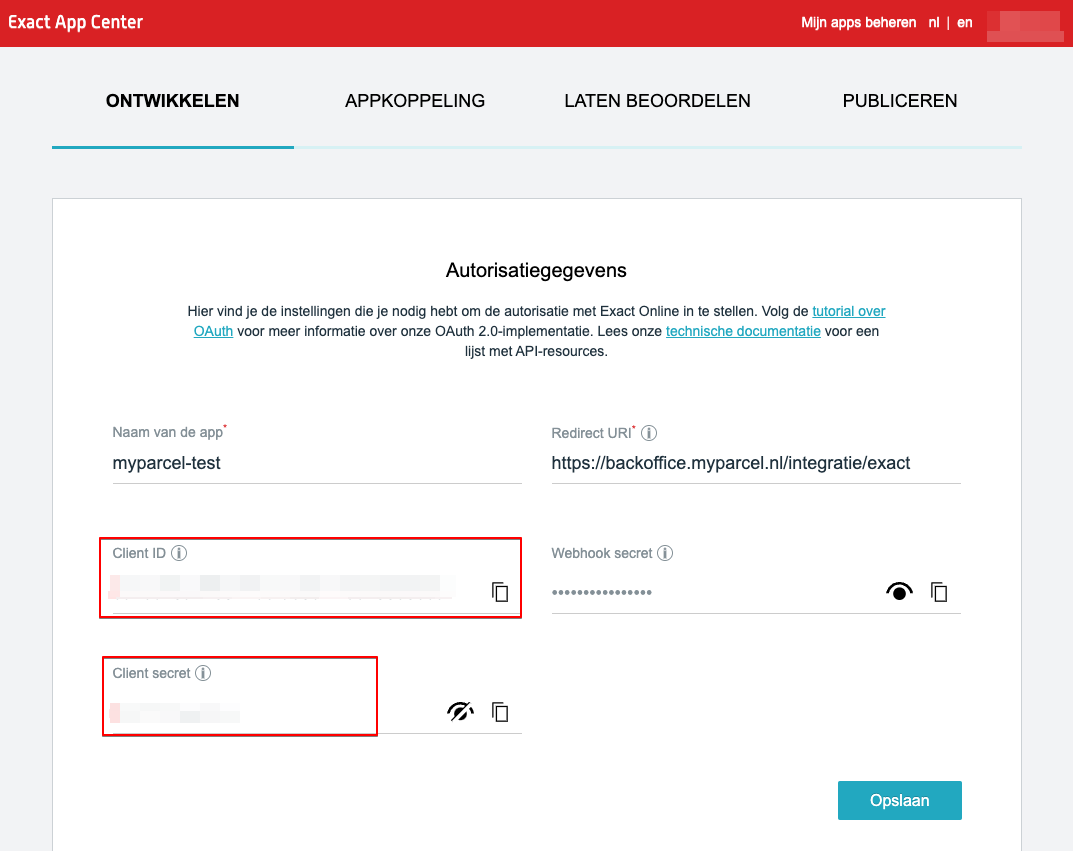 Exact App Center
Mijn apps beheren nl | en
ONTWIKKELEN APPKOPPELING LATEN BEOORDELEN PUBLICEREN
Autorisatiegegevens
Hier vind je de instellingen die je nodig hebt om de autorisatie met Exact Online in te stellen. Volg de tutorial over
OAuth voor meer informatie over onze OAuth 2.0-implementatie. Lees onze technische documentatie voor een
lijst met API-resources.
Naam van de app*
myparcel-test
Redirect URI*
https://backoffice.myparcel.nl/integratie/exact
Client ID
Webhook secret
••••••••••••••••
Client secret
Opslaan